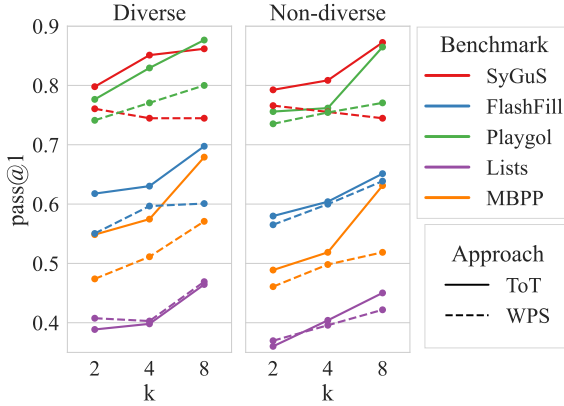 Diverse
Non-diverse
pass@1
0.9
0.8
0.7
0.6
0.5
0.4
2 4 8
k
2 4 8
k
Benchmark
SyGuS
FlashFill
Playgol
Lists
MBPP
Approach
ToT
WPS